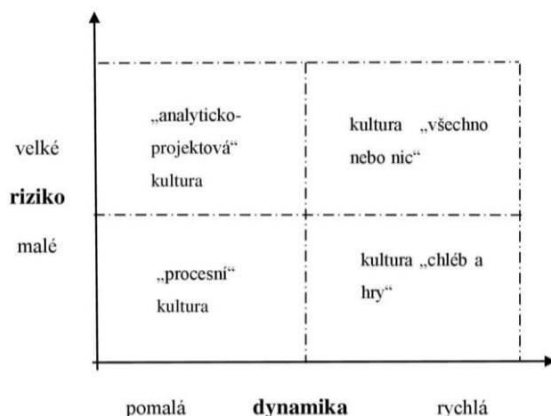 „analyticko-
projektová“
kultura
kultura „všechno
nebo nic“
velké
riziko
malé
„procesní“
kultura
kultura „chléb a
hry“
pomalá dynamika rychlá